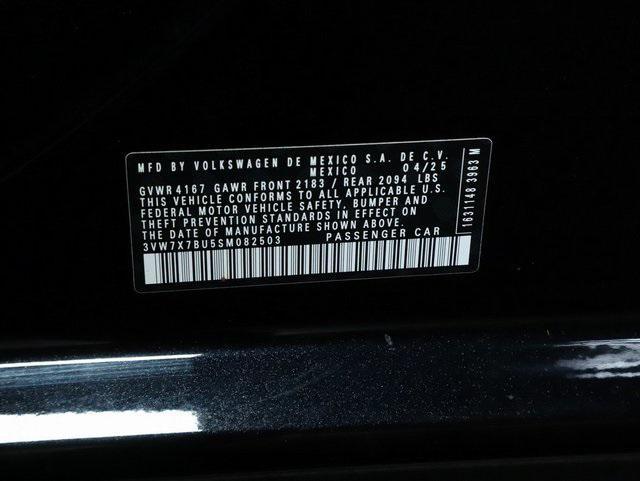 MFD BY VOLKSWAGEN DE MEXICO S.A. DE C.V.
MEXICO 04/25
GVWR 4167 GAWR FRONT 2183 / REAR 2094 LBS
THIS VEHICLE CONFORMS TO ALL APPLICABLE U.S.
FEDERAL MOTOR VEHICLE SAFETY, BUMPER AND
THEFT PREVENTION STANDARDS IN EFFECT ON
THE DATE OF MANUFACTURE SHOWN ABOVE.
3VW7X7BU5SM082503 PASSENGER CAR
1631148 3963 M